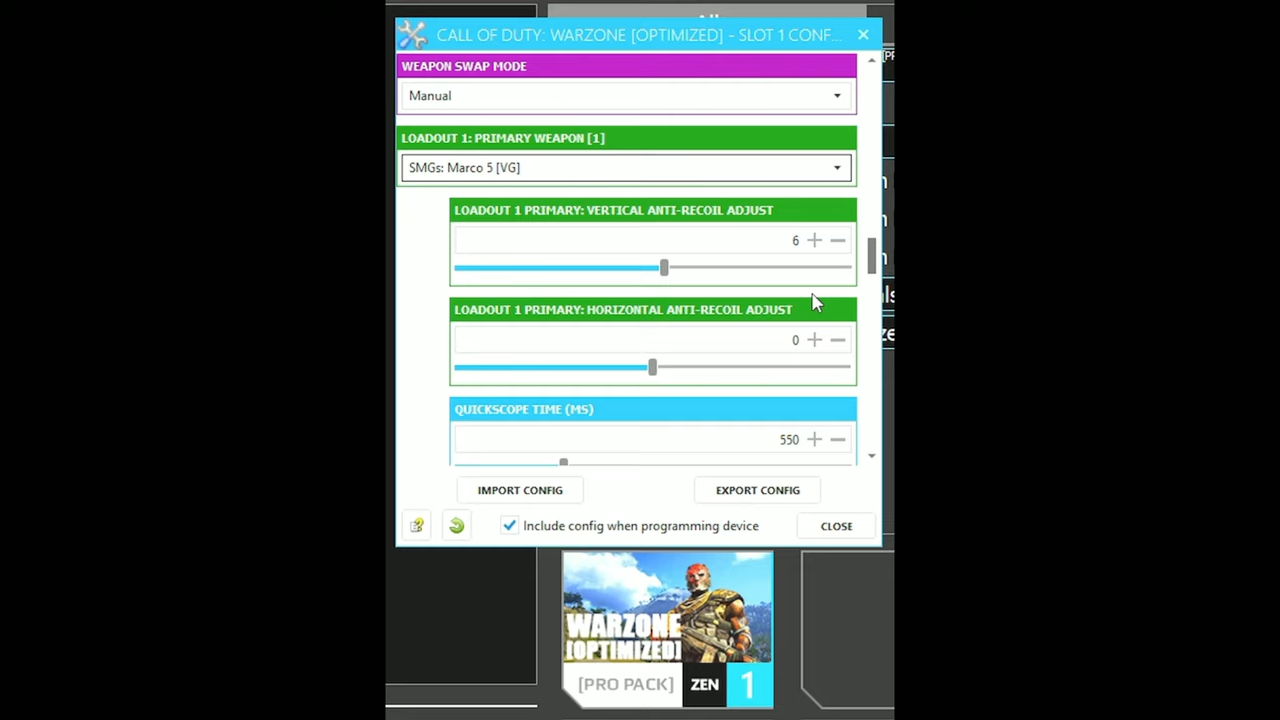 CALL OF DUTY: WARZONE [OPTIMIZED] - SLOT 1 CONF...
WEAPON SWAP MODE
Manual
LOADOUT 1: PRIMARY WEAPON [1]
SMGs: Marco 5 [VG]
LOADOUT 1 PRIMARY: VERTICAL ANTI-RECOIL ADJUST
6
LOADOUT 1 PRIMARY: HORIZONTAL ANTI-RECOIL ADJUST
0
QUICKSCOPE TIME (MS)
550
IMPORT CONFIG
EXPORT CONFIG
Include config when programming device
CLOSE
WARZONE
[OPTIMIZED]
[PRO PACK]
ZEN
1